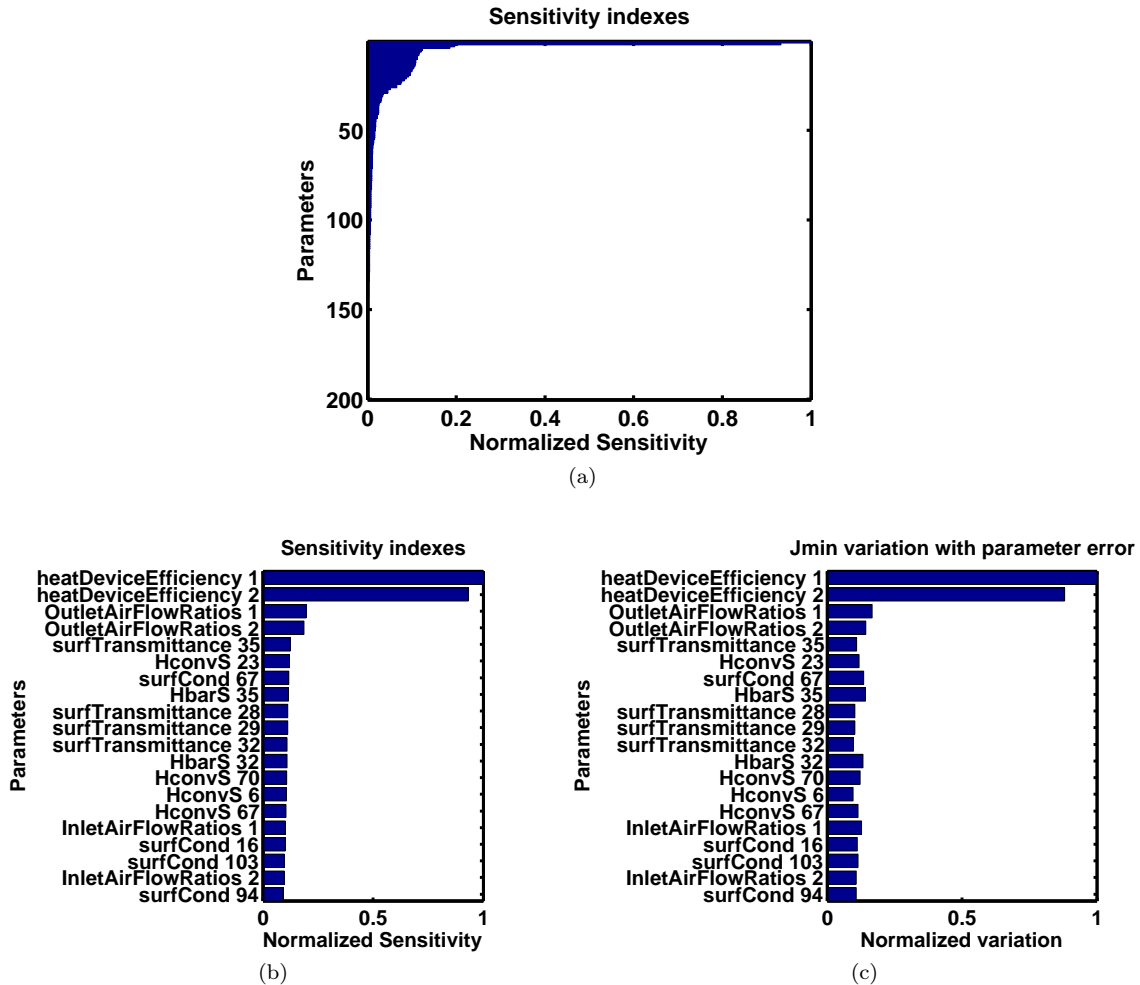 Sensitivity indexes
Parameters
50
100
150
200
0 0.2 0.4 0.6 0.8 1
Normalized Sensitivity
(a)
Sensitivity indexes
Parameters
heatDeviceEfficiency 1
heatDeviceEfficiency 2
OutletAirFlowRatios 1
OutletAirFlowRatios 2
surfTransmittance 35
HconvS 23
surfCond 67
HbarS 35
surfTransmittance 28
surfTransmittance 29
surfTransmittance 32
HbarS 32
HconvS 70
HconvS 6
HconvS 67
InletAirFlowRatios 1
surfCond 16
surfCond 103
InletAirFlowRatios 2
surfCond 94
0 0.5 1
Normalized Sensitivity
(b)
Jmin variation with parameter error
Parameters
heatDeviceEfficiency 1
heatDeviceEfficiency 2
OutletAirFlowRatios 1
OutletAirFlowRatios 2
surfTransmittance 35
HconvS 23
surfCond 67
HbarS 35
surfTransmittance 28
surfTransmittance 29
surfTransmittance 32
HbarS 32
HconvS 70
HconvS 6
HconvS 67
InletAirFlowRatios 1
surfCond 16
surfCond 103
InletAirFlowRatios 2
surfCond 94
0 0.5 1
Normalized variation
(c)